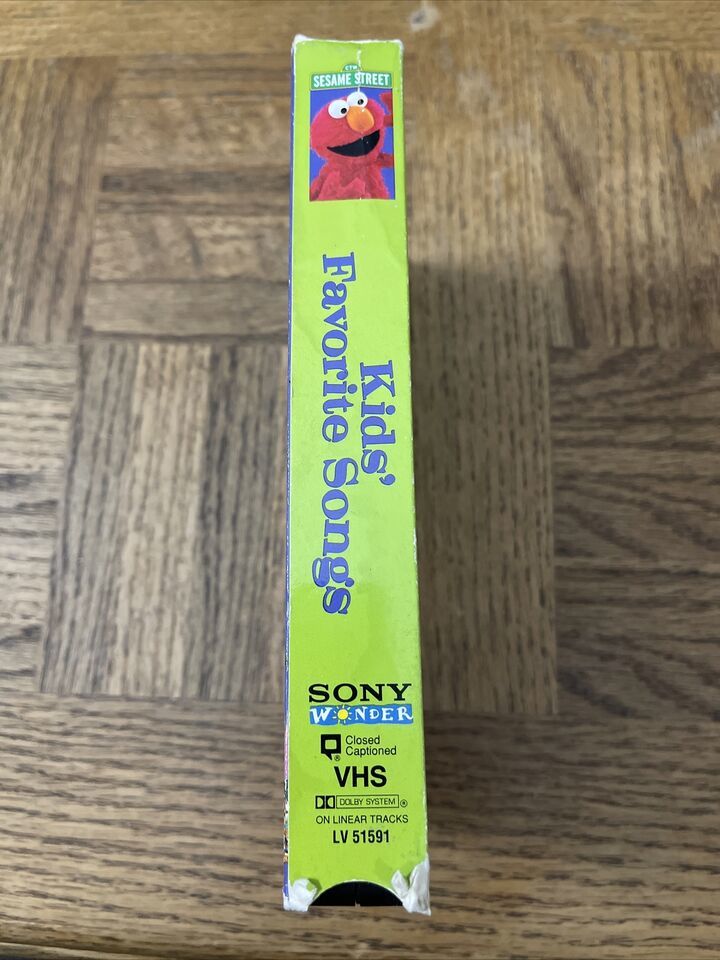 CTW
SESAME STREET
Kids'
Favorite Songs
SONY
WONDER
Closed
Captioned
®
VHS
DOLBY SYSTEM ®
ON LINEAR TRACKS
LV 51591